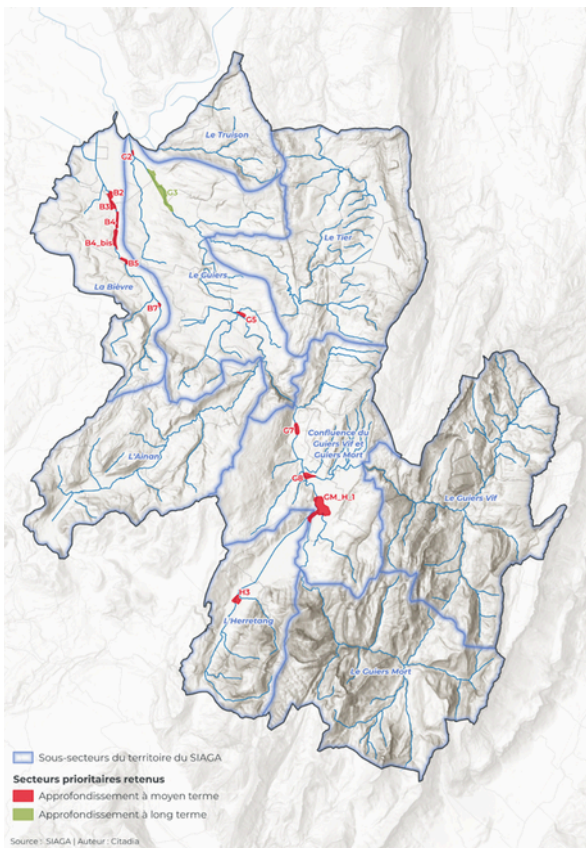 Le Truison
G2
G3
B2
B3
B4
Le Tier
B4_bis
B5
Le Guiers
La Bièvre
B7
G5
G7
Confluence du
Guiers Vif et
Guiers Mort
L'Ainan
G8
GM_H_1
Le Guiers Vif
H3
L'Herretang
Le Guiers Mort
Sous-secteurs du territoire du SIAGA
Secteurs prioritaires retenus
Approfondissement à moyen terme
Approfondissement à long terme
Source : SIAGA | Auteur : Citadia